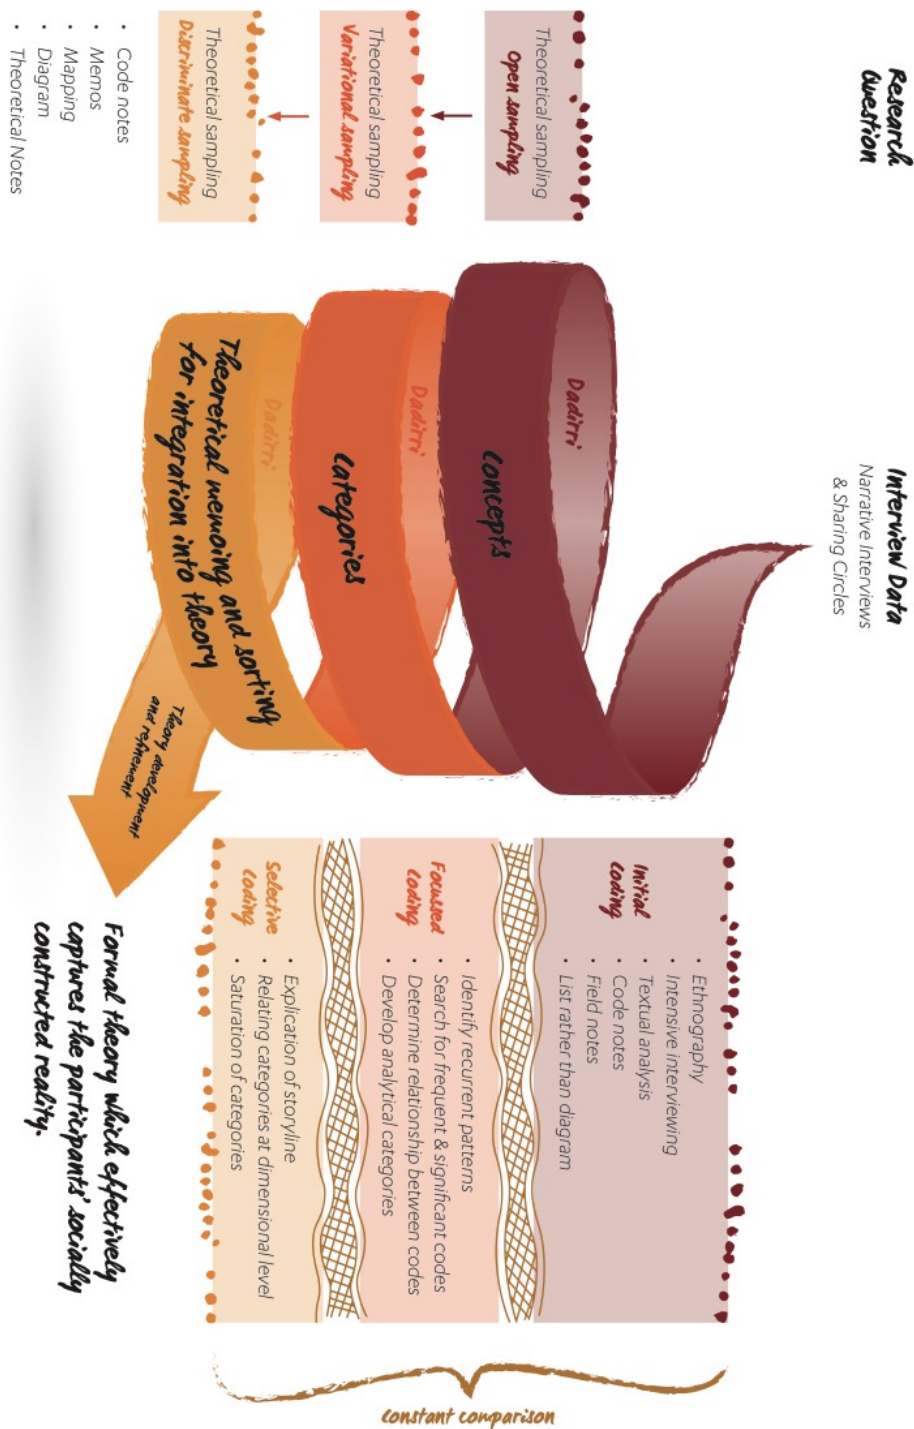 Research
Question
Interview Data
Narrative Interviews
& Sharing Circles
Theoretical sampling
Open sampling
Theoretical sampling
Variational sampling
Theoretical sampling
Discriminate sampling
• Code notes
• Memos
• Mapping
• Diagram
• Theoretical Notes
Dadirri
Concepts
Dadirri
Categories
Dadirri
Theoretical memoing and sorting
for integration into theory
Theory development
and refinement
Initial
Coding
• Ethnography
• Intensive interviewing
• Textual analysis
• Code notes
• Field notes
• List rather than diagram
Focussed
Coding
• Identify recurrent patterns
• Search for frequent & significant codes
• Determine relationship between codes
• Develop analytical categories
Selective
Coding
• Explication of storyline
• Relating categories at dimensional level
• Saturation of categories
Constant comparison
Formal theory which effectively
captures the participants' socially
constructed reality.